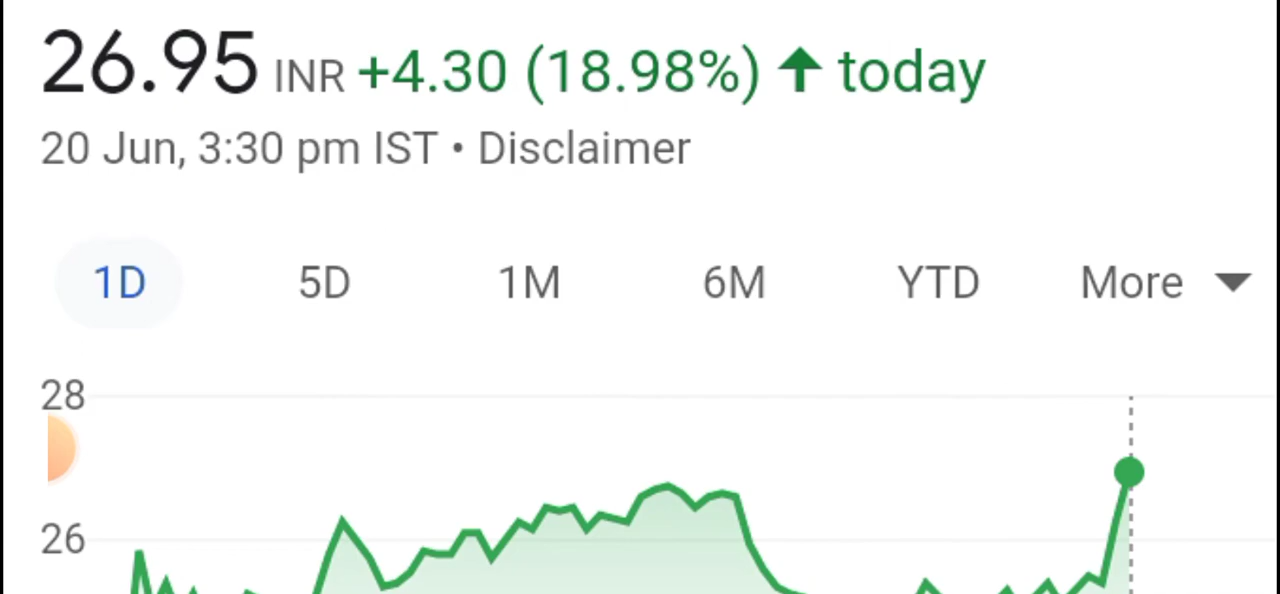 26.95 INR +4.30 (18.98%) ↑ today
20 Jun, 3:30 pm IST • Disclaimer
1D 5D 1M 6M YTD More
28
26